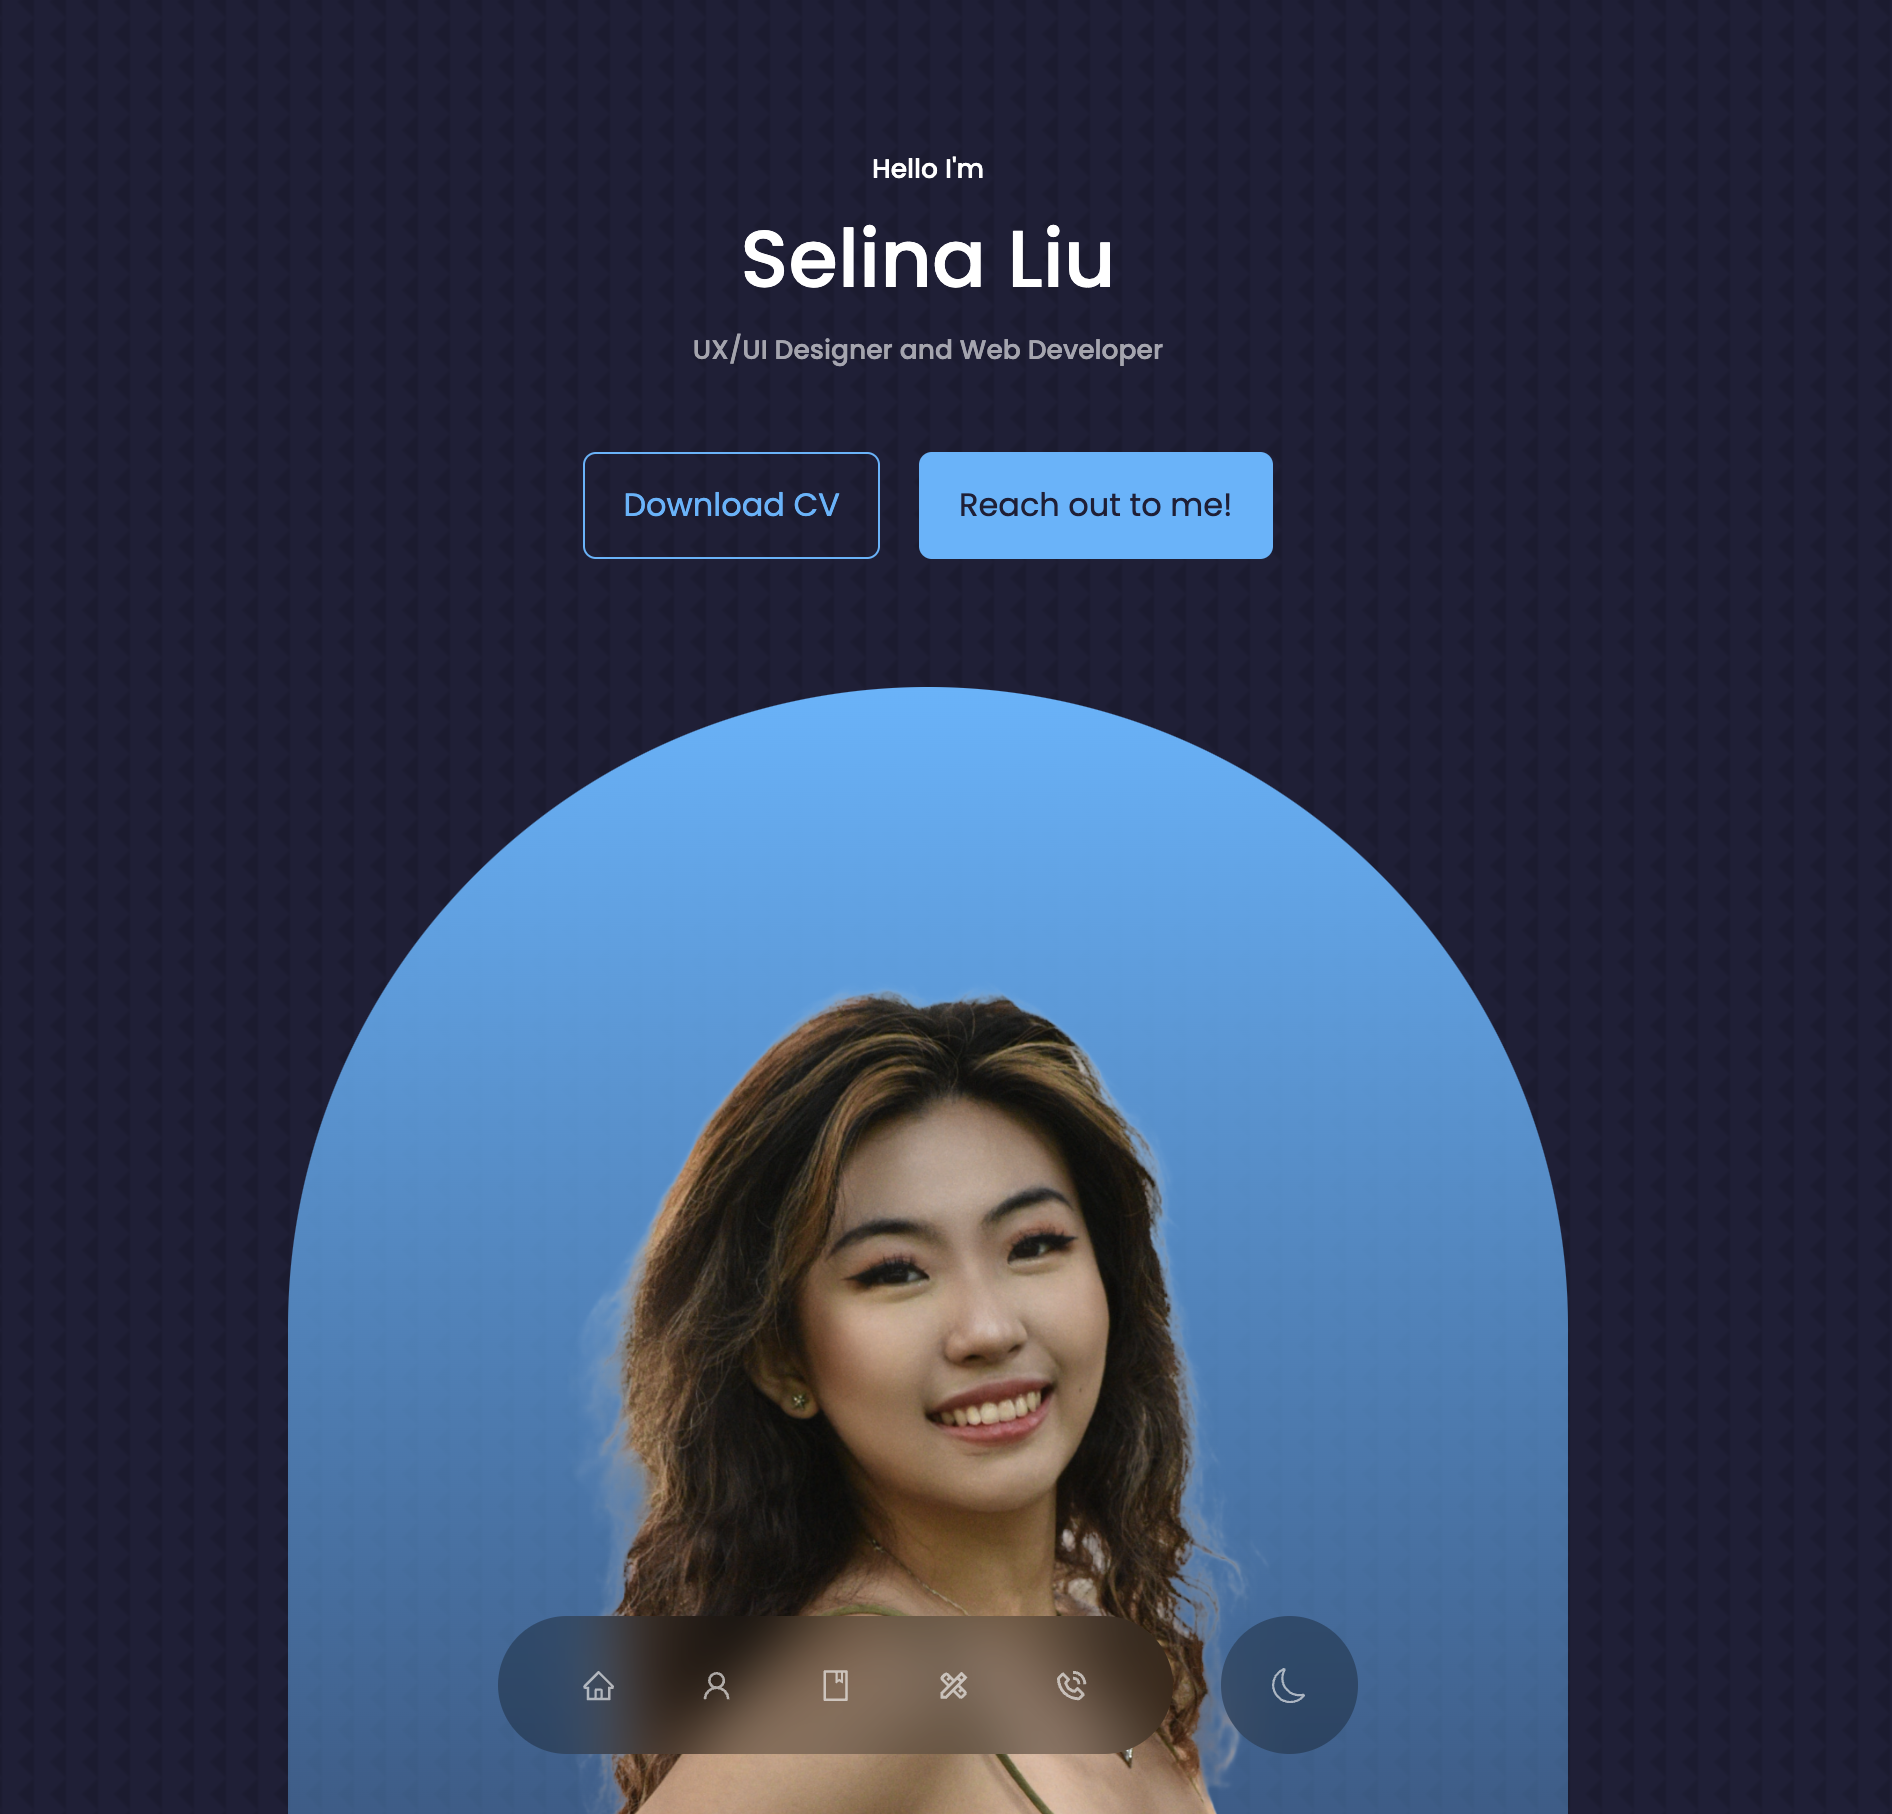 Hello I'm
Selina Liu
UX/UI Designer and Web Developer
Download CV
Reach out to me!